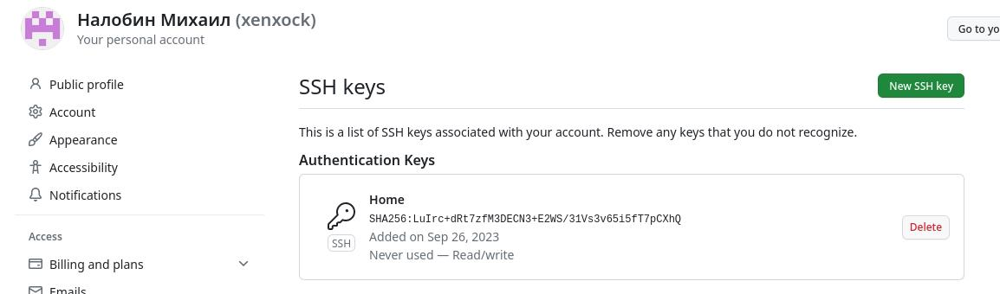 Налобин Михаил (xenxock)
Your personal account
Go to yo
Public profile
Account
Appearance
Accessibility
Notifications
Access
Billing and plans
Emails
SSH keys
New SSH key
This is a list of SSH keys associated with your account. Remove any keys that you do not recognize.
Authentication Keys
Home
SHA256:LuIrc+dRt7zfM3DECN3+E2WS/31Vs3v65i5fT7pCXhQ
Added on Sep 26, 2023
Never used — Read/write
SSH
Delete